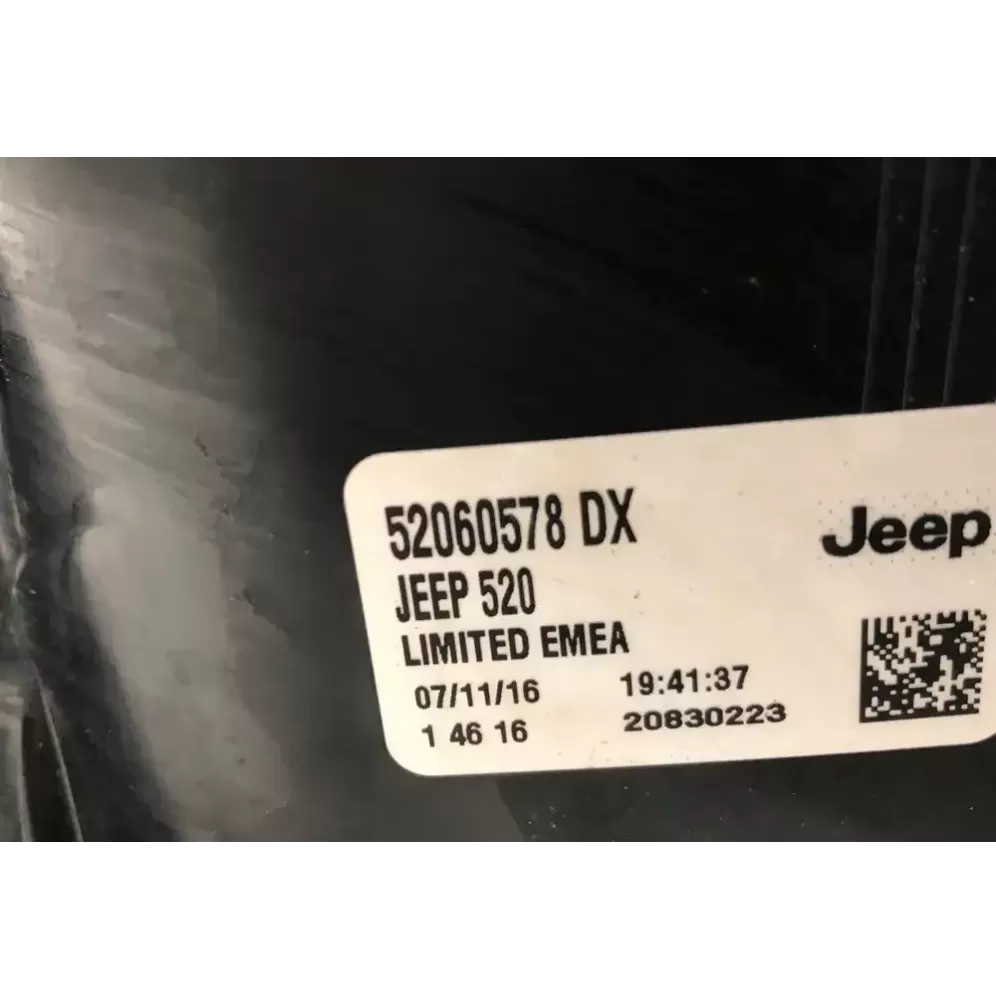 52060578 DX
Jeep
JEEP 520
LIMITED EMEA
07/11/16 19:41:37
1 46 16 20830223